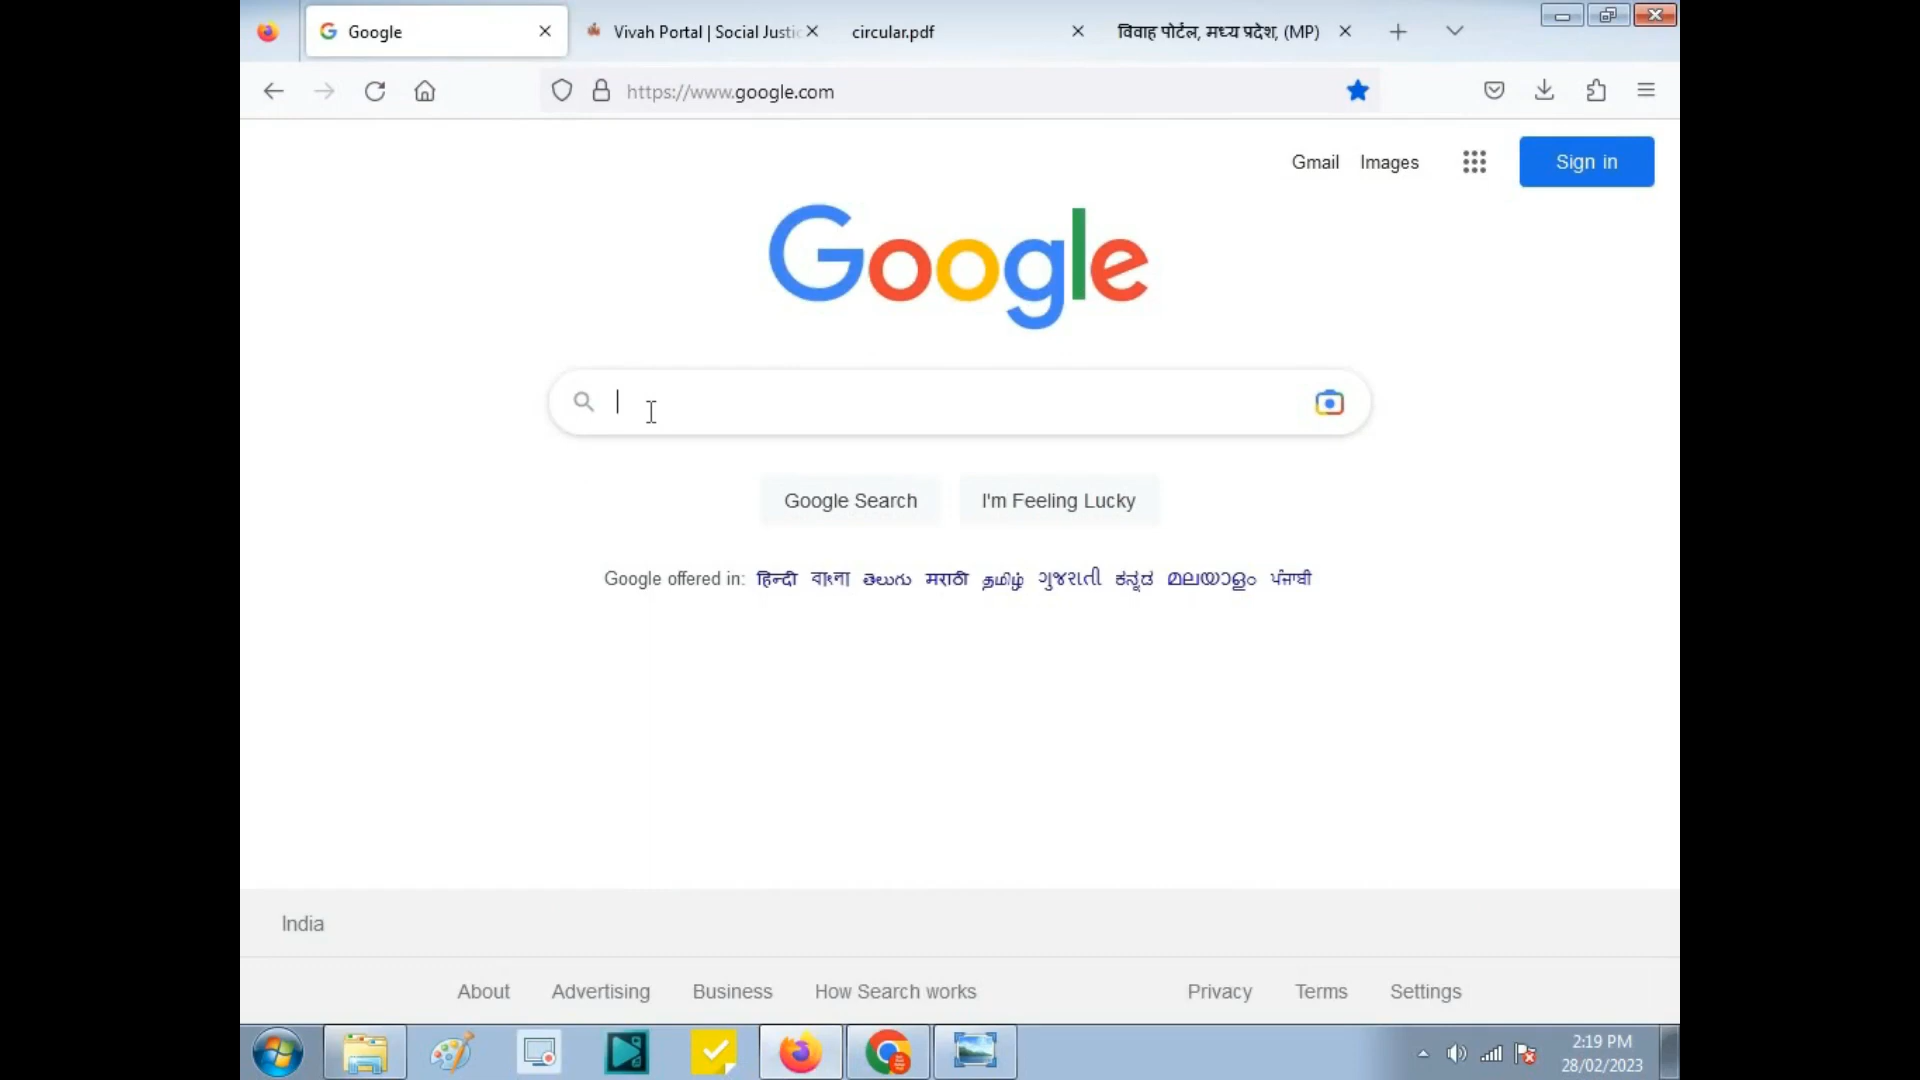 Google
Vivah Portal | Social Justic
circular.pdf
विवाह पोर्टल, मध्य प्रदेश, (MP)
https://www.google.com
Gmail
Images
Sign in
Google
Google Search
I'm Feeling Lucky
Google offered in: हिन्दी বাংলা తెలుగు मराठी தமிழ் ગુજરાતી ಕನ್ನಡ മലയാളം ਪੰਜਾਬੀ
India
About
Advertising
Business
How Search works
Privacy
Terms
Settings
2:19 PM
28/02/2023